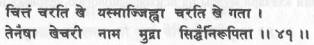 चित्तं चरति खे यस्माज्जिह्वा चरति खे गता ।
तेनैषा खेचरी नाम मुद्रा सिद्धैर्निरूपिता ॥ ४१ ॥